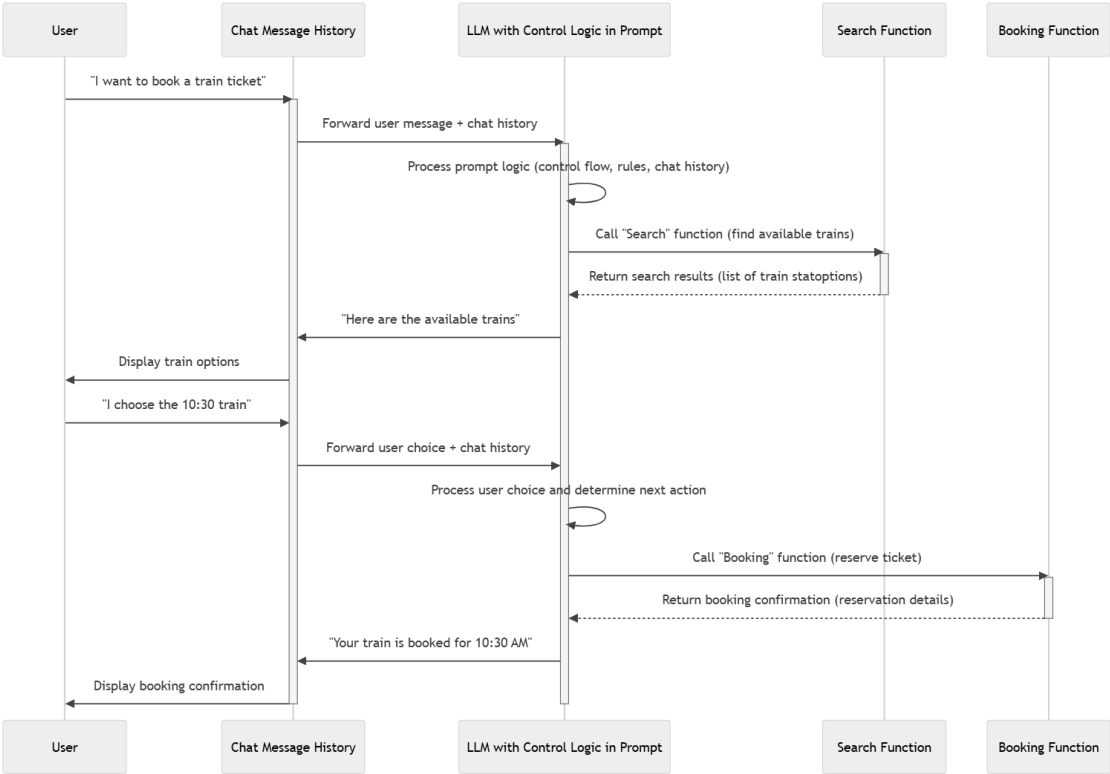 User
Chat Message History
LLM with Control Logic in Prompt
Search Function
Booking Function
"I want to book a train ticket"
Forward user message + chat history
Process prompt logic (control flow, rules, chat history)
Call "Search" function (find available trains)
Return search results (list of train statoptions)
"Here are the available trains"
Display train options
"I choose the 10:30 train"
Forward user choice + chat history
Process user choice and determine next action
Call "Booking" function (reserve ticket)
Return booking confirmation (reservation details)
"Your train is booked for 10:30 AM"
Display booking confirmation
User
Chat Message History
LLM with Control Logic in Prompt
Search Function
Booking Function